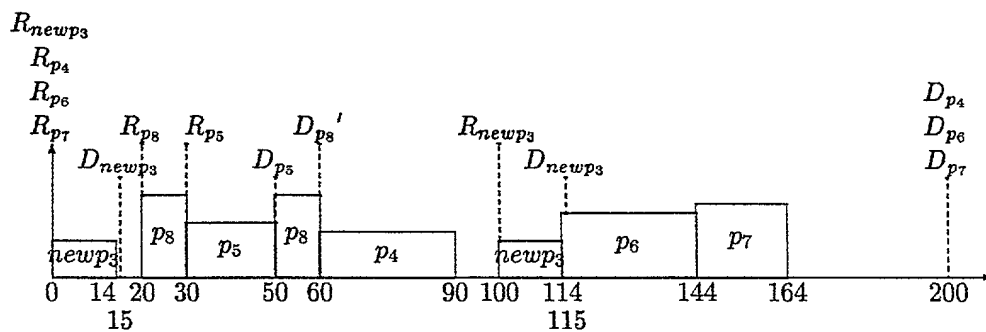 R_{newp_3}
R_{p_4}
R_{p_6} D_{p_4}
R_{p_7} R_{p_8} R_{p_5} D_{p_8}' R_{newp_3} D_{p_6}
D_{newp_3} D_{p_5} D_{newp_3} D_{p_7}
newp_3 p_8 p_5 p_8 p_4 newp_3 p_6 p_7
0 14 20 30 50 60 90 100 114 144 164 200
15 115